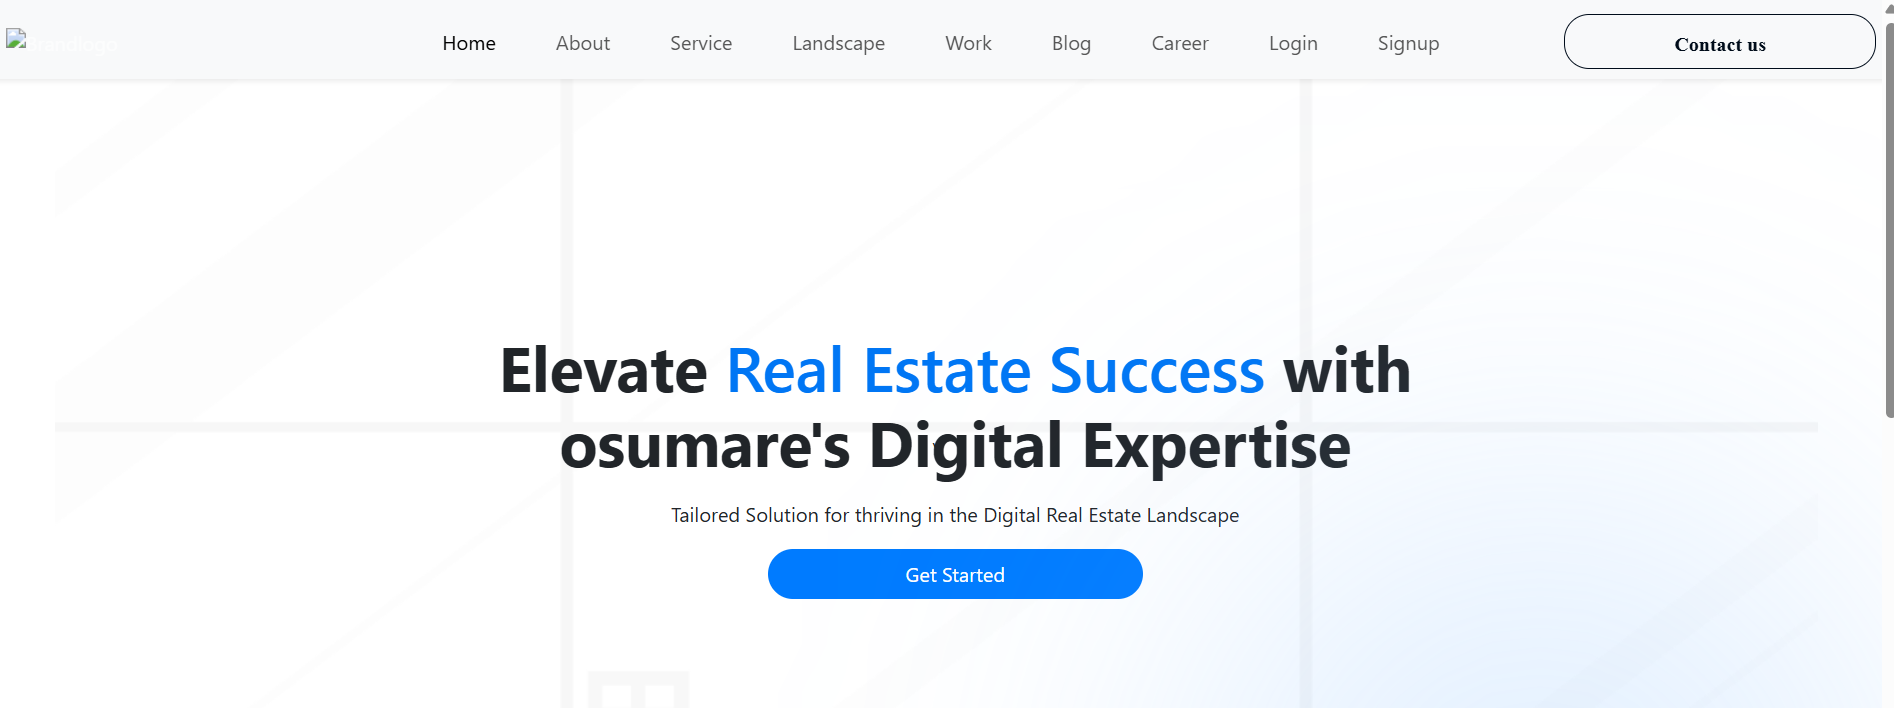 Brandlogo
Home About Service Landscape Work Blog Career Login Signup Contact us
Elevate Real Estate Success with
osumare's Digital Expertise
Tailored Solution for thriving in the Digital Real Estate Landscape
Get Started
E